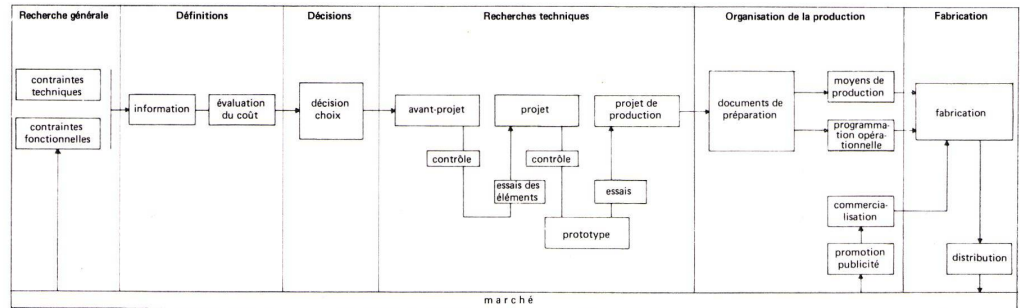 Recherche générale
Définitions
Décisions
Recherches techniques
Organisation de la production
Fabrication
contraintes
techniques
contraintes
fonctionnelles
information
évaluation
du coût
décision
choix
avant-projet
contrôle
essais des
éléments
projet
contrôle
prototype
essais
projet de
production
documents de
préparation
moyens de
production
programma-
tion opéra-
tionnelle
commercia-
lisation
promotion
publicité
fabrication
distribution
marché